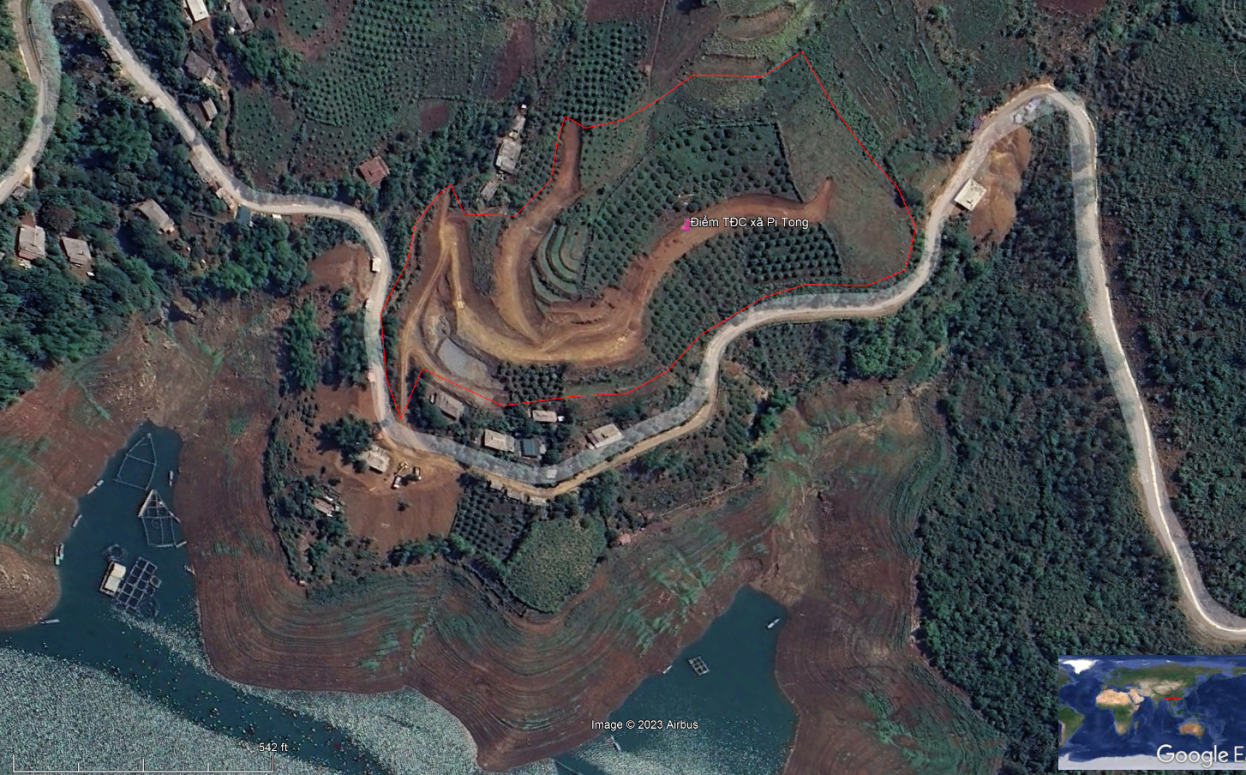 Điểm TĐC xã Pi Tong
Image © 2023 Airbus
542 ft
Google E